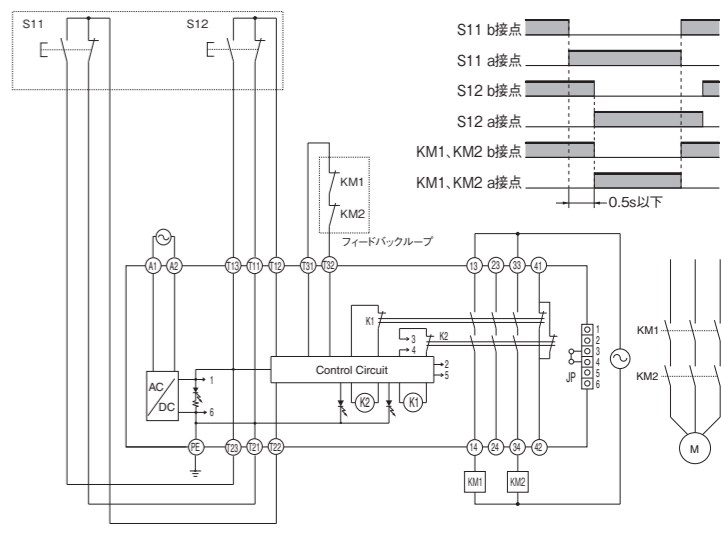 S11
S12
S11 b接点
S11 a接点
S12 b接点
S12 a接点
KM1、KM2 b接点
KM1、KM2 a接点
0.5s以下
KM1
KM2
フィードバックループ
A1 A2 T13 T11 T12 T31 T32 13 23 33 41
K1
K2
3
4
Control Circuit
2
5
AC/DC
1
6
K2
K1
JP
1
2
3
4
5
6
KM1
KM2
M
PE T23 T21 T22 14 24 34 42
KM1
KM2